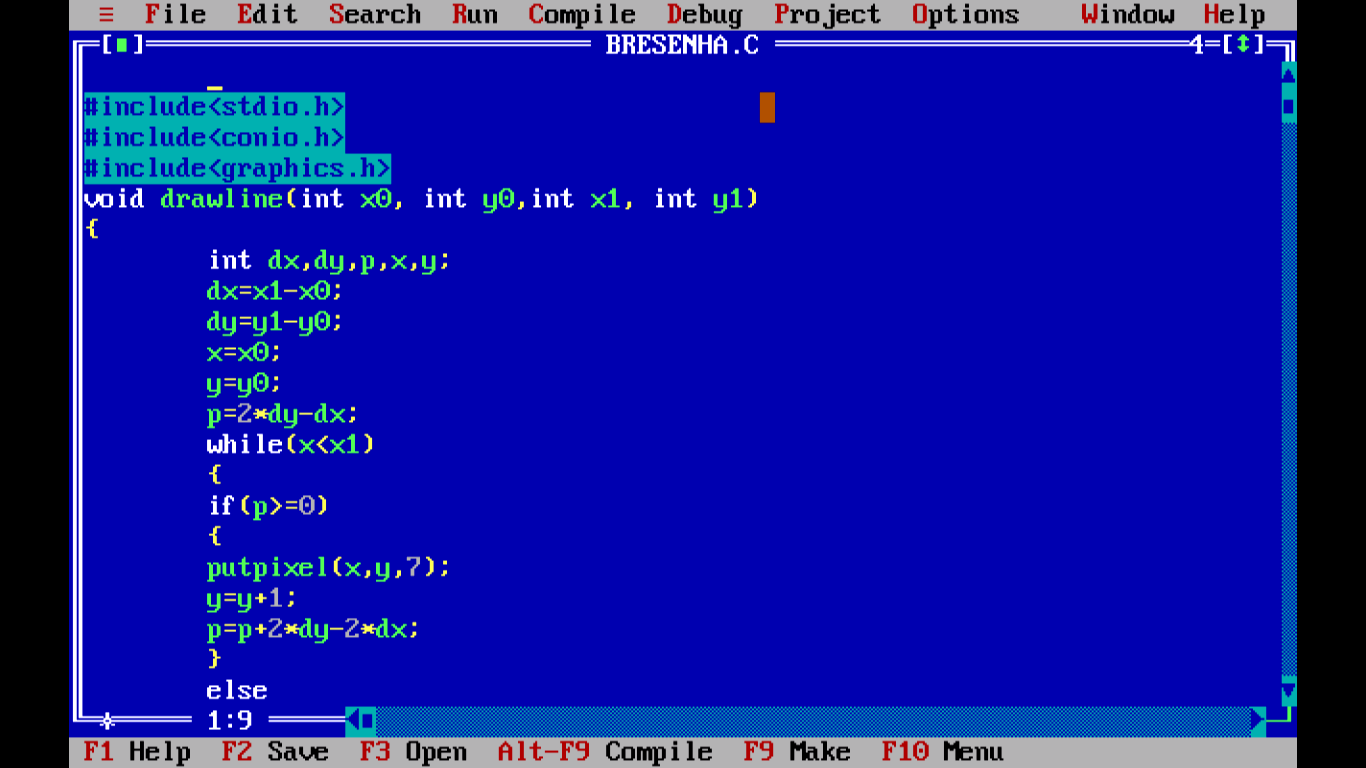 ≡ File Edit Search Run Compile Debug Project Options Window Help
[■] BRESENHA.C 4=[↕]
#include<stdio.h>
#include<conio.h>
#include<graphics.h>
void drawline(int x0, int y0,int x1, int y1)
{
int dx,dy,p,x,y;
dx=x1-x0;
dy=y1-y0;
x=x0;
y=y0;
p=2*dy-dx;
while(x<x1)
{
if(p>=0)
{
putpixel(x,y,7);
y=y+1;
p=p+2*dy-2*dx;
}
else
1:9
F1 Help F2 Save F3 Open Alt-F9 Compile F9 Make F10 Menu